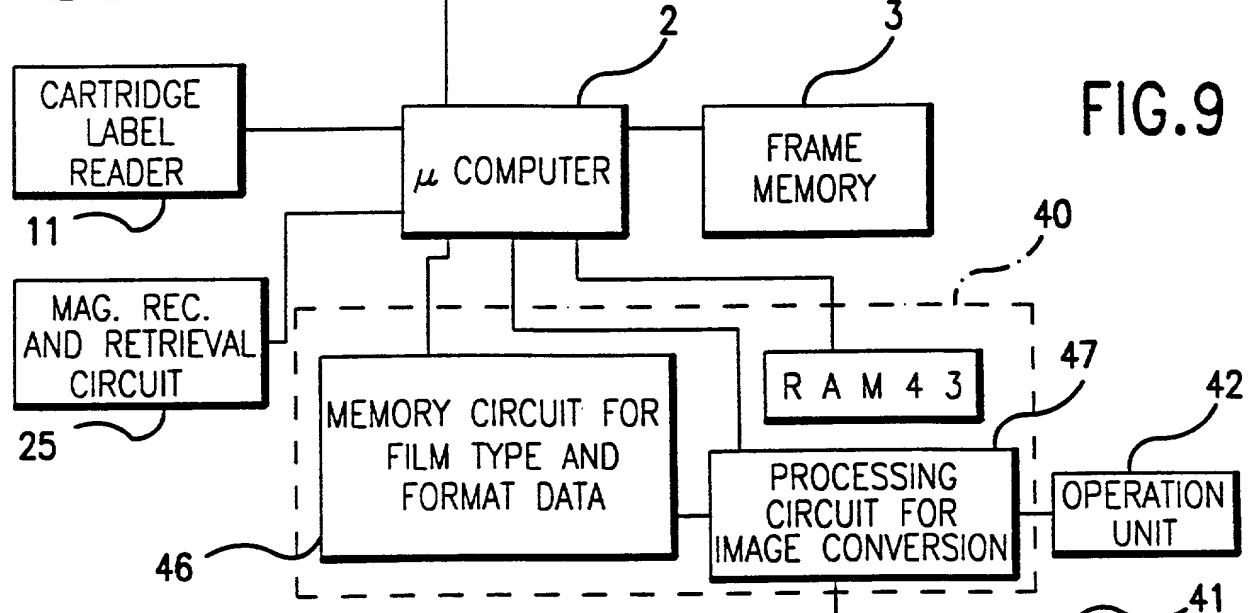 2
3
FIG.9
CARTRIDGE
LABEL
READER
11
μ COMPUTER
FRAME
MEMORY
40
MAG. REC.
AND RETRIEVAL
CIRCUIT
25
MEMORY CIRCUIT FOR
FILM TYPE AND
FORMAT DATA
46
R A M 4 3
47
PROCESSING
CIRCUIT FOR
IMAGE CONVERSION
42
OPERATION
UNIT
41